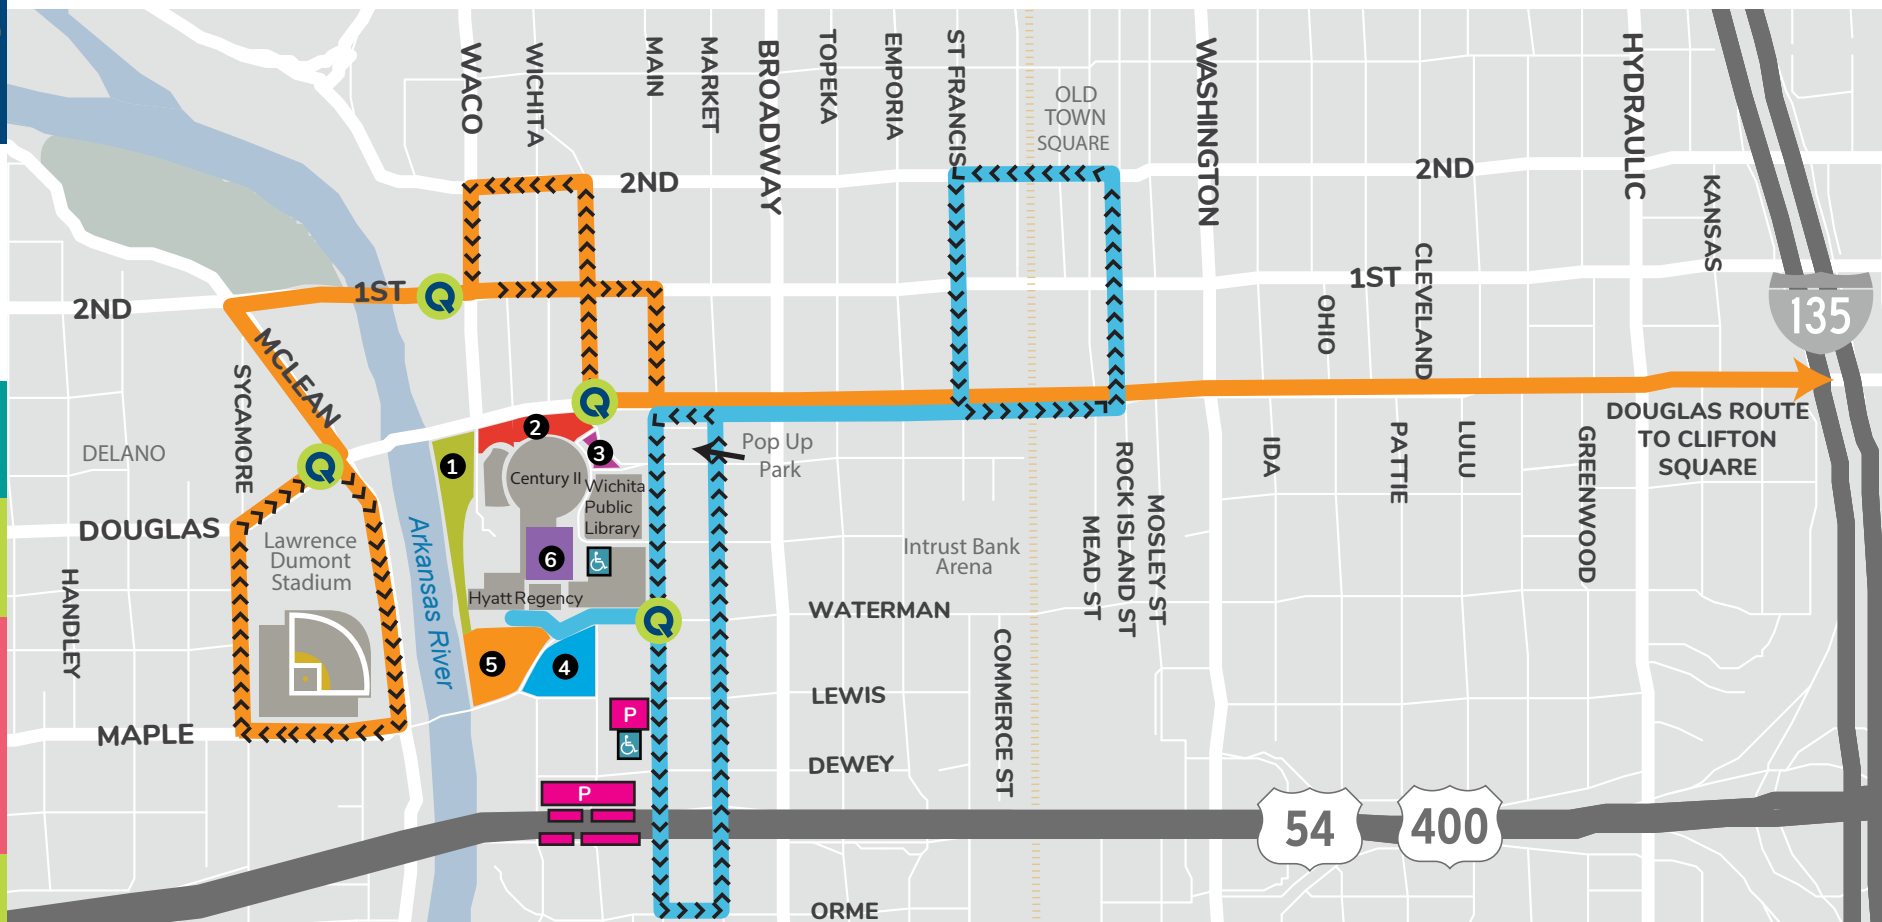 WACO
WICHITA
MAIN
MARKET
BROADWAY
TOPEKA
EMPORIA
ST FRANCIS
OLD
TOWN
SQUARE
WASHINGTON
HYDRAULIC
KANSAS
2ND
2ND
2ND
1ST
1ST
Q
135
OHIO
CLEVELAND
MCLEAN
SYCAMORE
Q
DELANO
Q
DOUGLAS ROUTE
TO CLIFTON
SQUARE
1
2
3
Century II
Wichita
Public
Library
Pop Up
Park
IDA
PATTIE
LULU
GREENWOOD
DOUGLAS
Lawrence
Dumont
Stadium
Arkansas River
6
Hyatt Regency
Intrust Bank
Arena
MEAD ST
ROCK ISLAND ST
MOSLEY ST
HANDLEY
WATERMAN
Q
5
4
COMMERCE ST
LEWIS
P
MAPLE
DEWEY
P
54
400
ORME